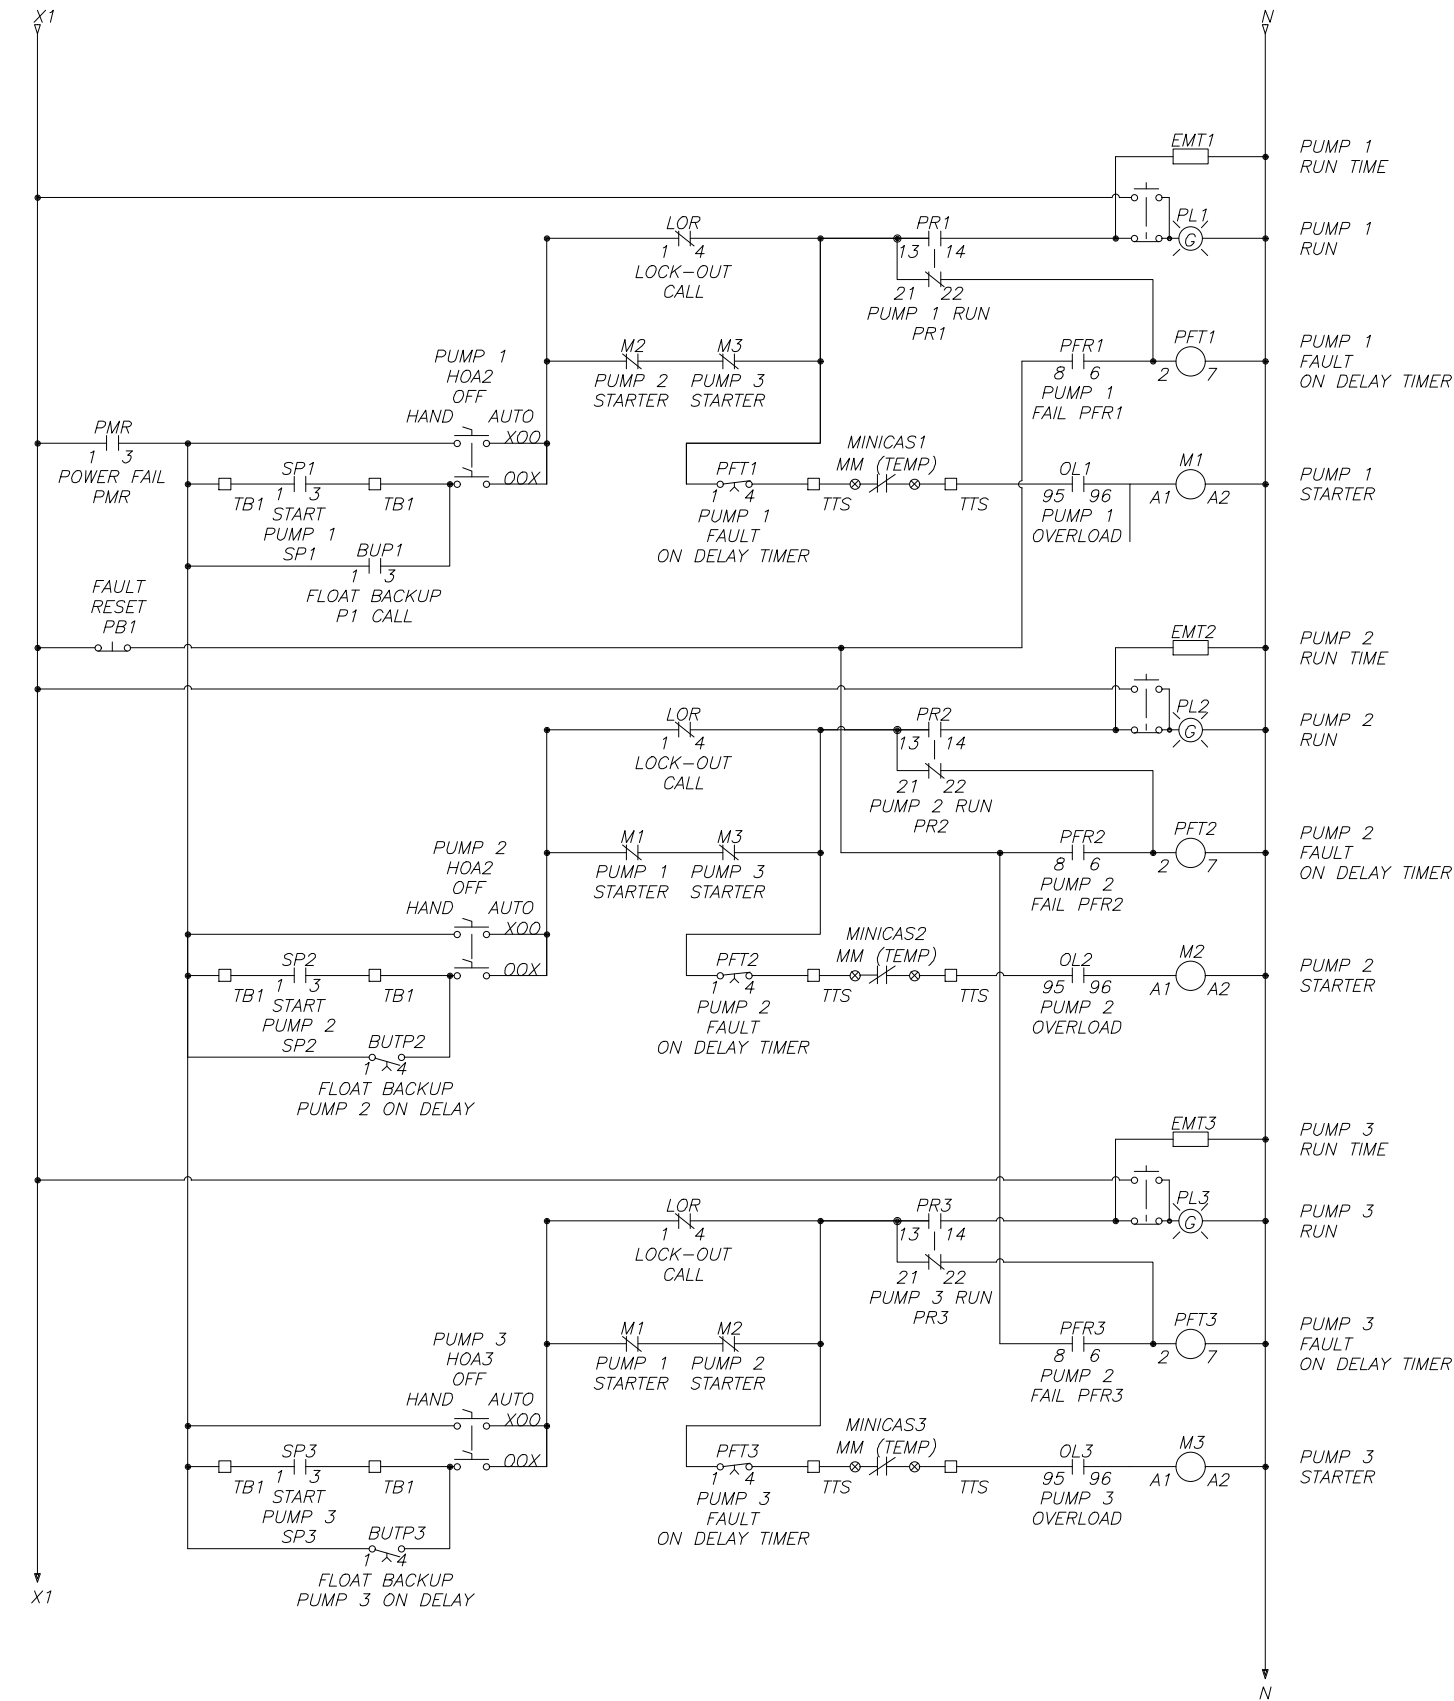 X1
N
EMT1
PUMP 1
RUN TIME
PL1
G
PUMP 1
RUN
LOR
1 4
LOCK-OUT
CALL
PR1
13 14
21 22
PUMP 1 RUN
PR1
M2
PUMP 2
STARTER
M3
PUMP 3
STARTER
PFR1
8 6
PUMP 1
FAIL PFR1
PFT1
2 7
PUMP 1
FAULT
ON DELAY TIMER
PUMP 1
HOA2
OFF
HAND AUTO
XOO
OOX
PMR
1 3
POWER FAIL
PMR
TB1
SP1
1 3
START
PUMP 1
SP1
TB1
BUP1
1 3
FLOAT BACKUP
P1 CALL
PFT1
1 4
PUMP 1
FAULT
ON DELAY TIMER
MINICAS1
MM (TEMP)
TTS
TTS
OL1
95 96
PUMP 1
OVERLOAD
M1
A1 A2
PUMP 1
STARTER
FAULT
RESET
PB1
EMT2
PUMP 2
RUN TIME
PL2
G
PUMP 2
RUN
LOR
1 4
LOCK-OUT
CALL
PR2
13 14
21 22
PUMP 2 RUN
PR2
M1
PUMP 1
STARTER
M3
PUMP 3
STARTER
PFR2
8 6
PUMP 2
FAIL PFR2
PFT2
2 7
PUMP 2
FAULT
ON DELAY TIMER
PUMP 2
HOA2
OFF
HAND AUTO
XOO
OOX
TB1
SP2
1 3
START
PUMP 2
SP2
TB1
BUTP2
1 4
FLOAT BACKUP
PUMP 2 ON DELAY
PFT2
1 4
PUMP 2
FAULT
ON DELAY TIMER
MINICAS2
MM (TEMP)
TTS
TTS
OL2
95 96
PUMP 2
OVERLOAD
M2
A1 A2
PUMP 2
STARTER
EMT3
PUMP 3
RUN TIME
PL3
G
PUMP 3
RUN
LOR
1 4
LOCK-OUT
CALL
PR3
13 14
21 22
PUMP 3 RUN
PR3
M1
PUMP 1
STARTER
M2
PUMP 2
STARTER
PFR3
8 6
PUMP 2
FAIL PFR3
PFT3
2 7
PUMP 3
FAULT
ON DELAY TIMER
PUMP 3
HOA3
OFF
HAND AUTO
XOO
OOX
TB1
SP3
1 3
START
PUMP 3
SP3
TB1
BUTP3
1 4
FLOAT BACKUP
PUMP 3 ON DELAY
PFT3
1 4
PUMP 3
FAULT
ON DELAY TIMER
MINICAS3
MM (TEMP)
TTS
TTS
OL3
95 96
PUMP 3
OVERLOAD
M3
A1 A2
PUMP 3
STARTER
X1
N